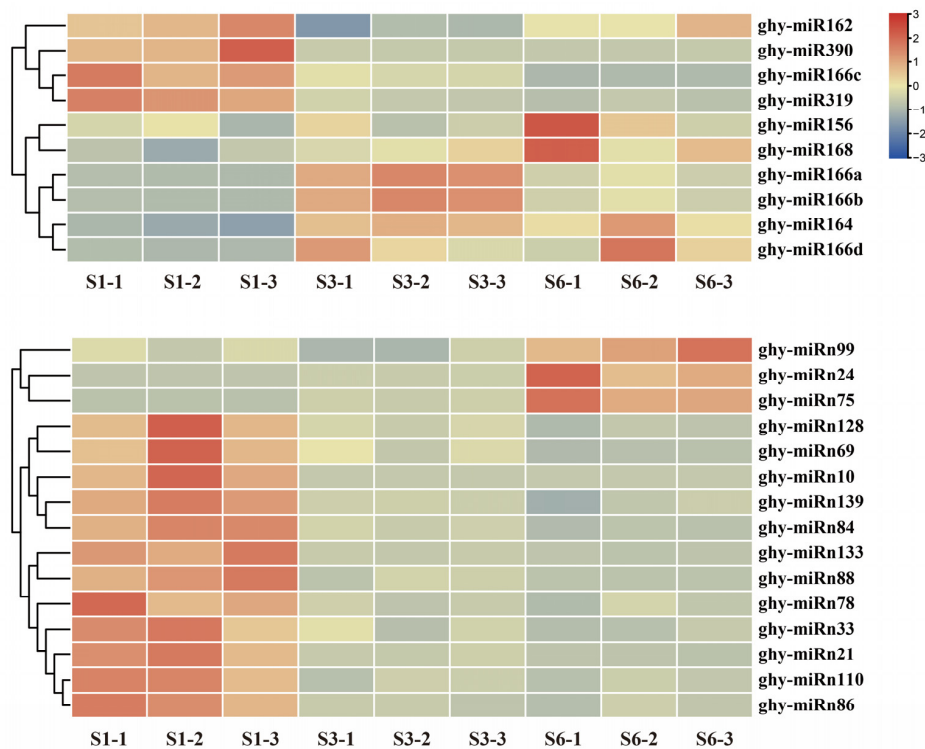 3
ghy-miR162
2
ghy-miR390
1
ghy-miR166c
0
ghy-miR319
-1
ghy-miR156
-2
ghy-miR168
-3
ghy-miR166a
ghy-miR166b
ghy-miR164
ghy-miR166d
S1-1 S1-2 S1-3 S3-1 S3-2 S3-3 S6-1 S6-2 S6-3
ghy-miRn99
ghy-miRn24
ghy-miRn75
ghy-miRn128
ghy-miRn69
ghy-miRn10
ghy-miRn139
ghy-miRn84
ghy-miRn133
ghy-miRn88
ghy-miRn78
ghy-miRn33
ghy-miRn21
ghy-miRn110
ghy-miRn86
S1-1 S1-2 S1-3 S3-1 S3-2 S3-3 S6-1 S6-2 S6-3